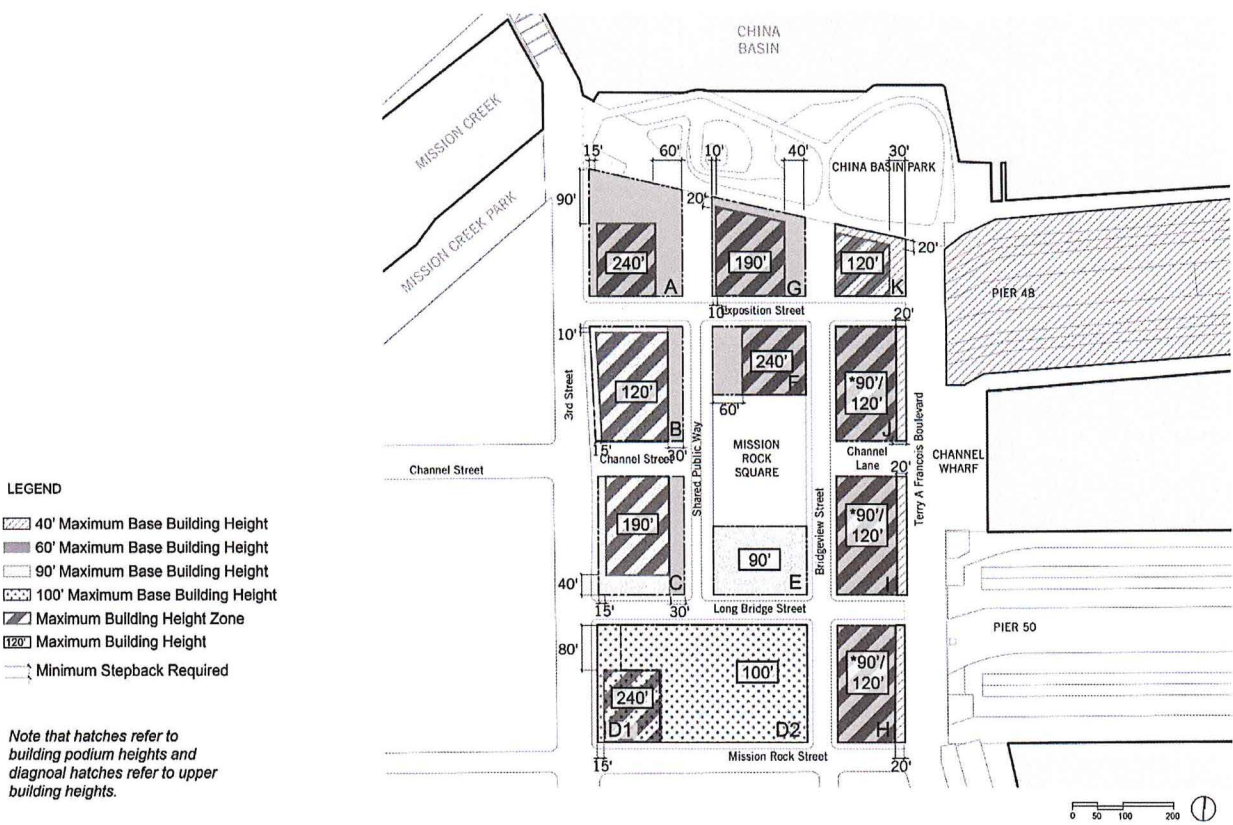 CHINA
BASIN
MISSION CREEK
MISSION CREEK PARK
CHINA BASIN PARK
15'
60'
10'
40'
30'
90'
20'
20'
240'
A
190'
G
120'
K
PIER 48
10'
Exposition Street
20'
10'
3rd Street
120'
B
15'
30'
Channel Street
Channel Street
Shared Public Way
240'
F
60'
MISSION
ROCK
SQUARE
*90'/
120'
J
Channel
Lane
20'
Terry A Francois Boulevard
CHANNEL
WHARF
190'
C
40'
15'
30'
90'
E
Bridgeview Street
*90'/
120'
I
Long Bridge Street
PIER 50
80'
240'
D1
15'
100'
D2
*90'/
120'
H
20'
Mission Rock Street
LEGEND
40' Maximum Base Building Height
60' Maximum Base Building Height
90' Maximum Base Building Height
100' Maximum Base Building Height
Maximum Building Height Zone
120' Maximum Building Height
Minimum Stepback Required
Note that hatches refer to
building podium heights and
diagnoal hatches refer to upper
building heights.
0 50 100 200